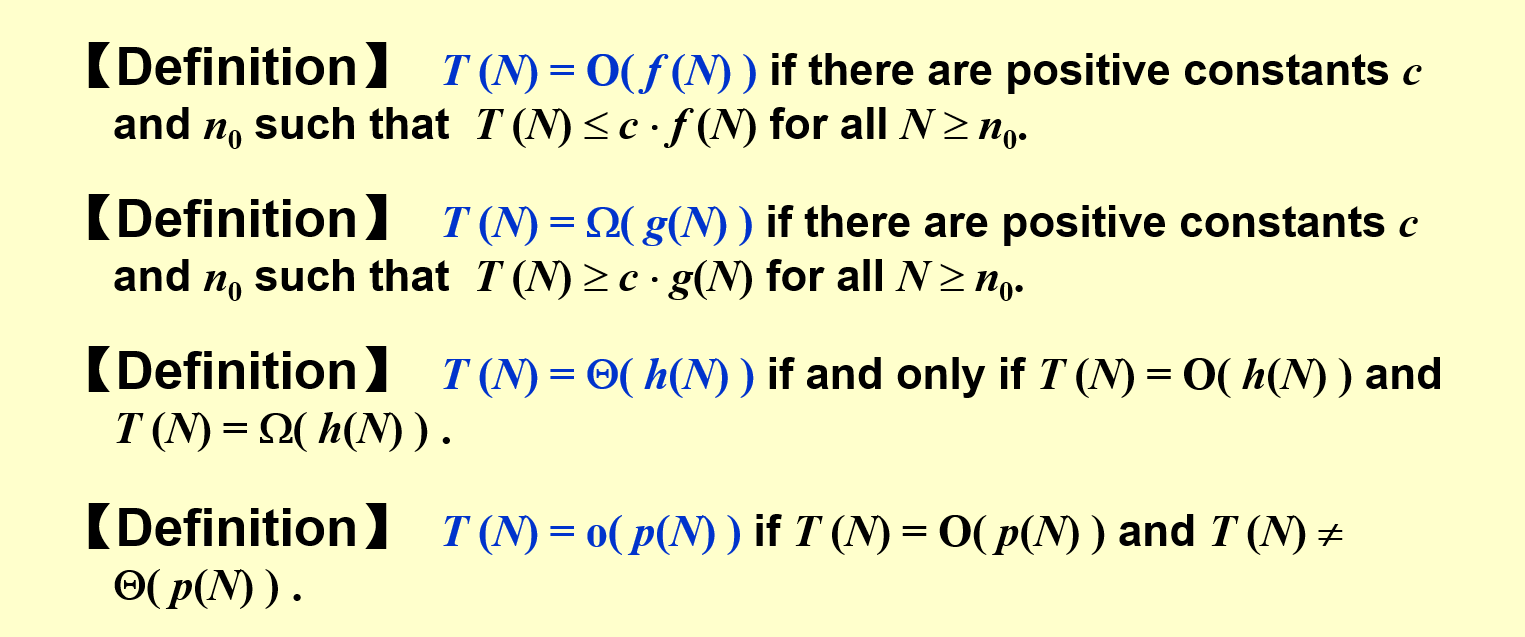 【Definition】 T (N) = O( f (N) ) if there are positive constants c
and n₀ such that T (N) ≤ c · f (N) for all N ≥ n₀.
【Definition】 T (N) = Ω( g(N) ) if there are positive constants c
and n₀ such that T (N) ≥ c · g(N) for all N ≥ n₀.
【Definition】 T (N) = Θ( h(N) ) if and only if T (N) = O( h(N) ) and
T (N) = Ω( h(N) ) .
【Definition】 T (N) = o( p(N) ) if T (N) = O( p(N) ) and T (N) ≠
Θ( p(N) ) .